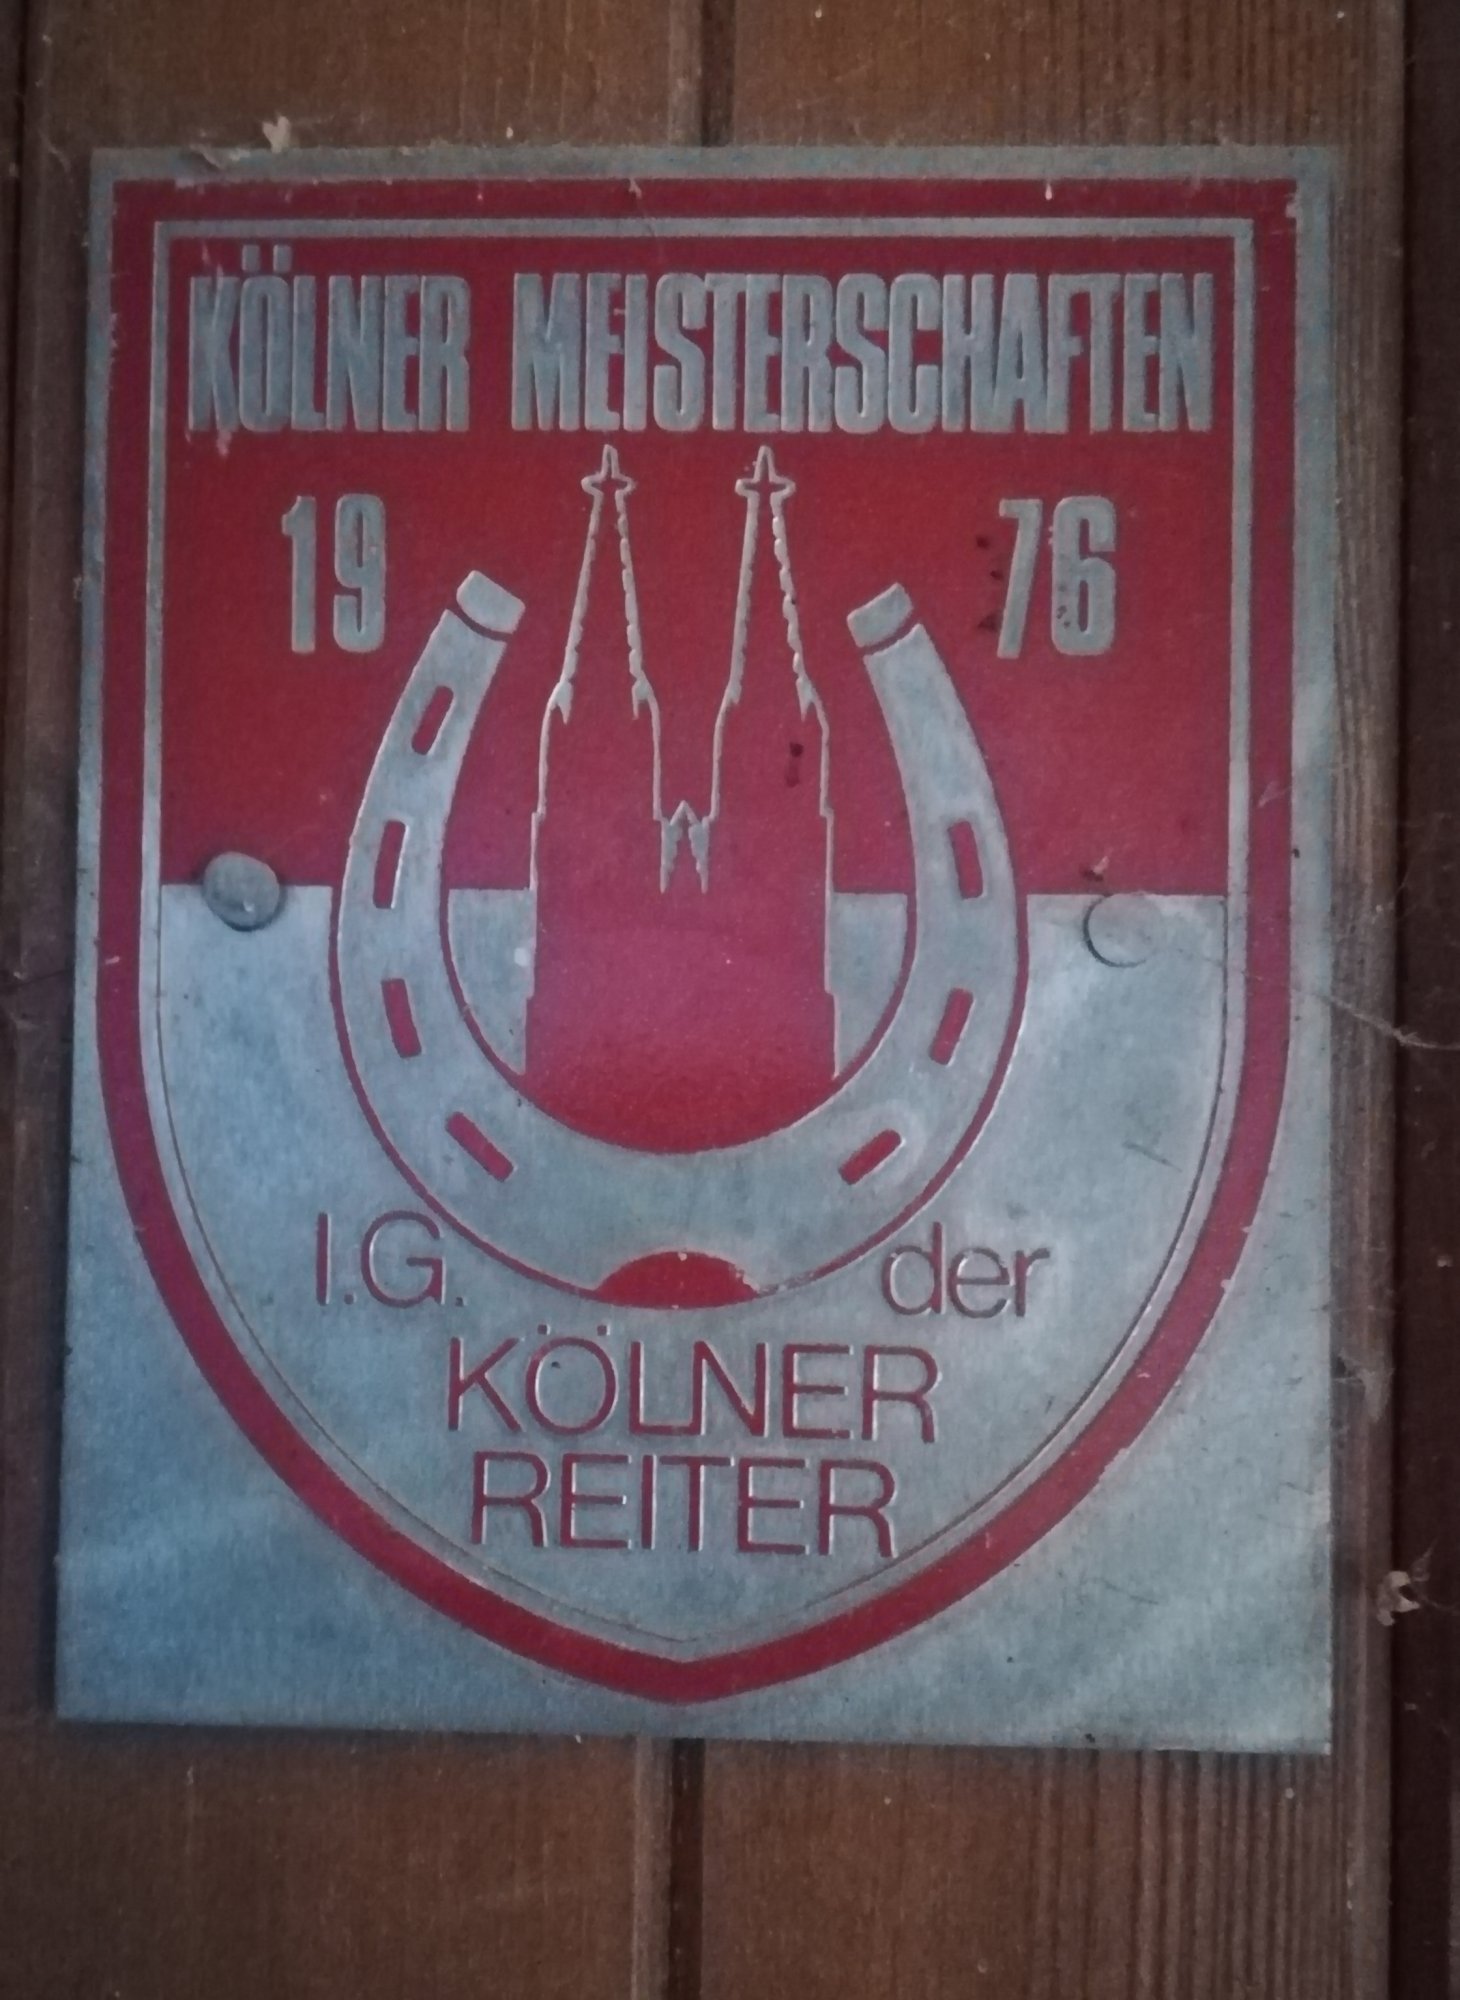 KÖLNER MEISTERSCHAFTEN
19 76
I.G. der
KÖLNER
REITER